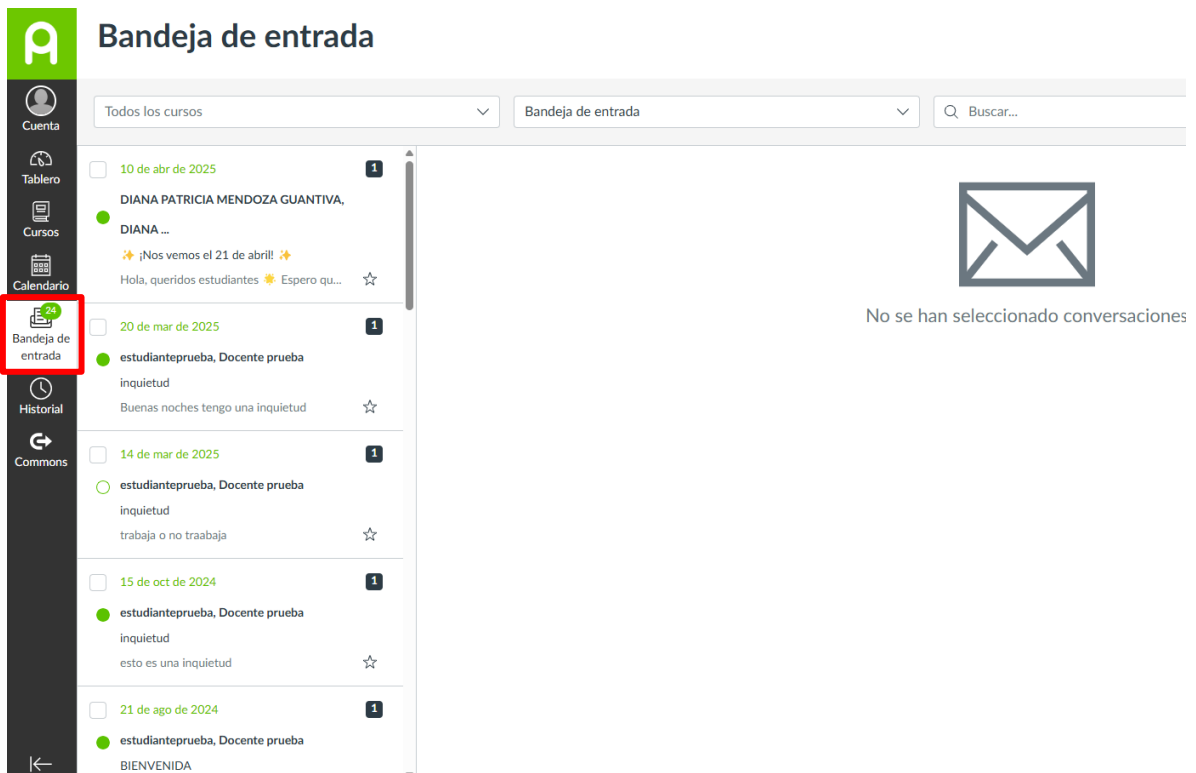 Bandeja de entrada
Cuenta
Tablero
Cursos
Calendario
24
Bandeja de
entrada
Historial
Commons
Todos los cursos
Bandeja de entrada
Buscar...
10 de abr de 2025
1
DIANA PATRICIA MENDOZA GUANTIVA,
DIANA ...
✨ ¡Nos vemos el 21 de abril! ✨
Hola, queridos estudiantes 🌟 Espero qu...
20 de mar de 2025
1
estudianteprueba, Docente prueba
inquietud
Buenas noches tengo una inquietud
14 de mar de 2025
1
estudianteprueba, Docente prueba
inquietud
trabaja o no traabaja
15 de oct de 2024
1
estudianteprueba, Docente prueba
inquietud
esto es una inquietud
21 de ago de 2024
1
estudianteprueba, Docente prueba
BIENVENIDA
No se han seleccionado conversaciones